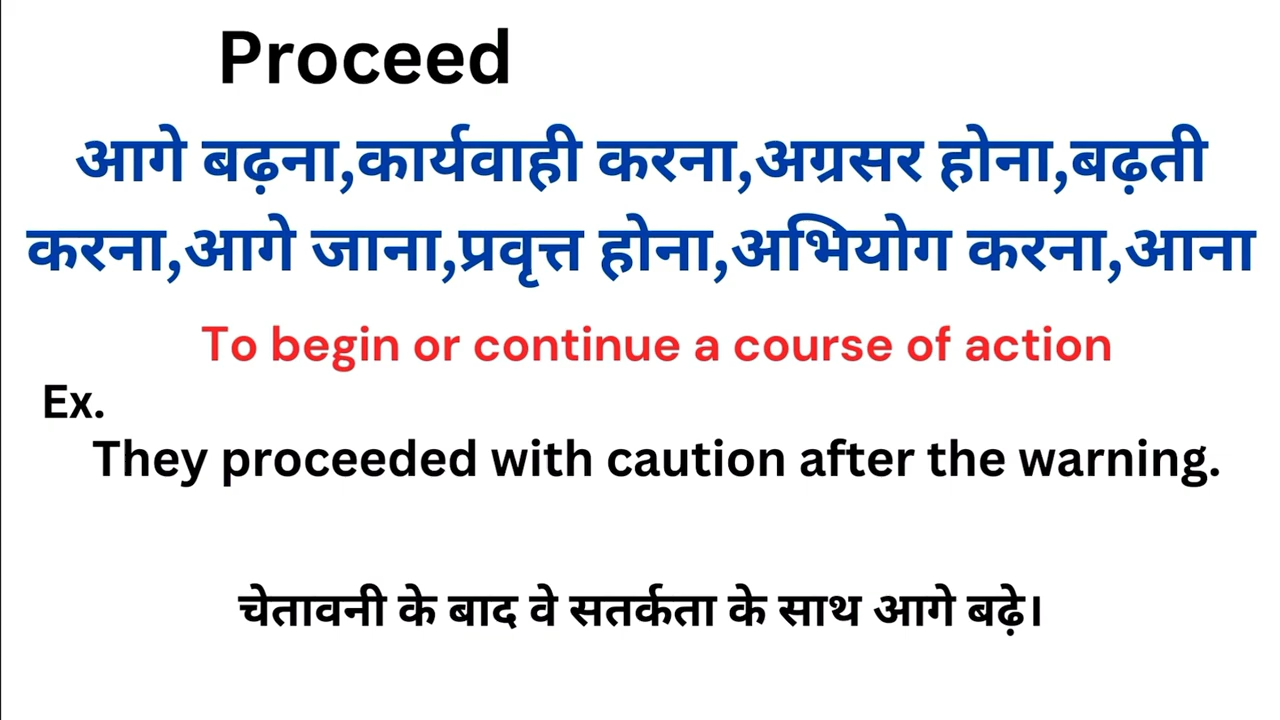 Proceed
आगे बढ़ना,कार्यवाही करना,अग्रसर होना,बढ़ती
करना,आगे जाना,प्रवृत्त होना,अभियोग करना,आना
To begin or continue a course of action
Ex.
They proceeded with caution after the warning.
चेतावनी के बाद वे सतर्कता के साथ आगे बढ़े।